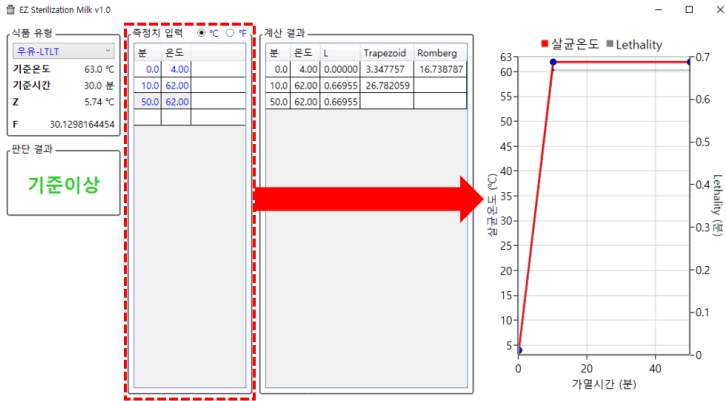 EZ Sterilization Milk v1.0
식품 유형
우유-LTLT
기준온도 63.0 ℃
기준시간 30.0 분
Z 5.74 ℃
F 30.1298164454
판단 결과
기준이상
측정치 입력 ℃ ℉
분 온도
0.0 4.00
10.0 62.00
50.0 62.00
계산 결과
분 온도 L Trapezoid Romberg
0.0 4.00 0.00000 3.347757 16.738787
10.0 62.00 0.66955 26.782059
50.0 62.00 0.66955
살균온도 Lethality
63
60
55
50
45
40
35
30
25
20
15
10
5
살균온도 (℃)
0.7
0.6
0.5
0.4
0.3
0.2
0.1
0
Lethality (분)
0 20 40
가열시간 (분)